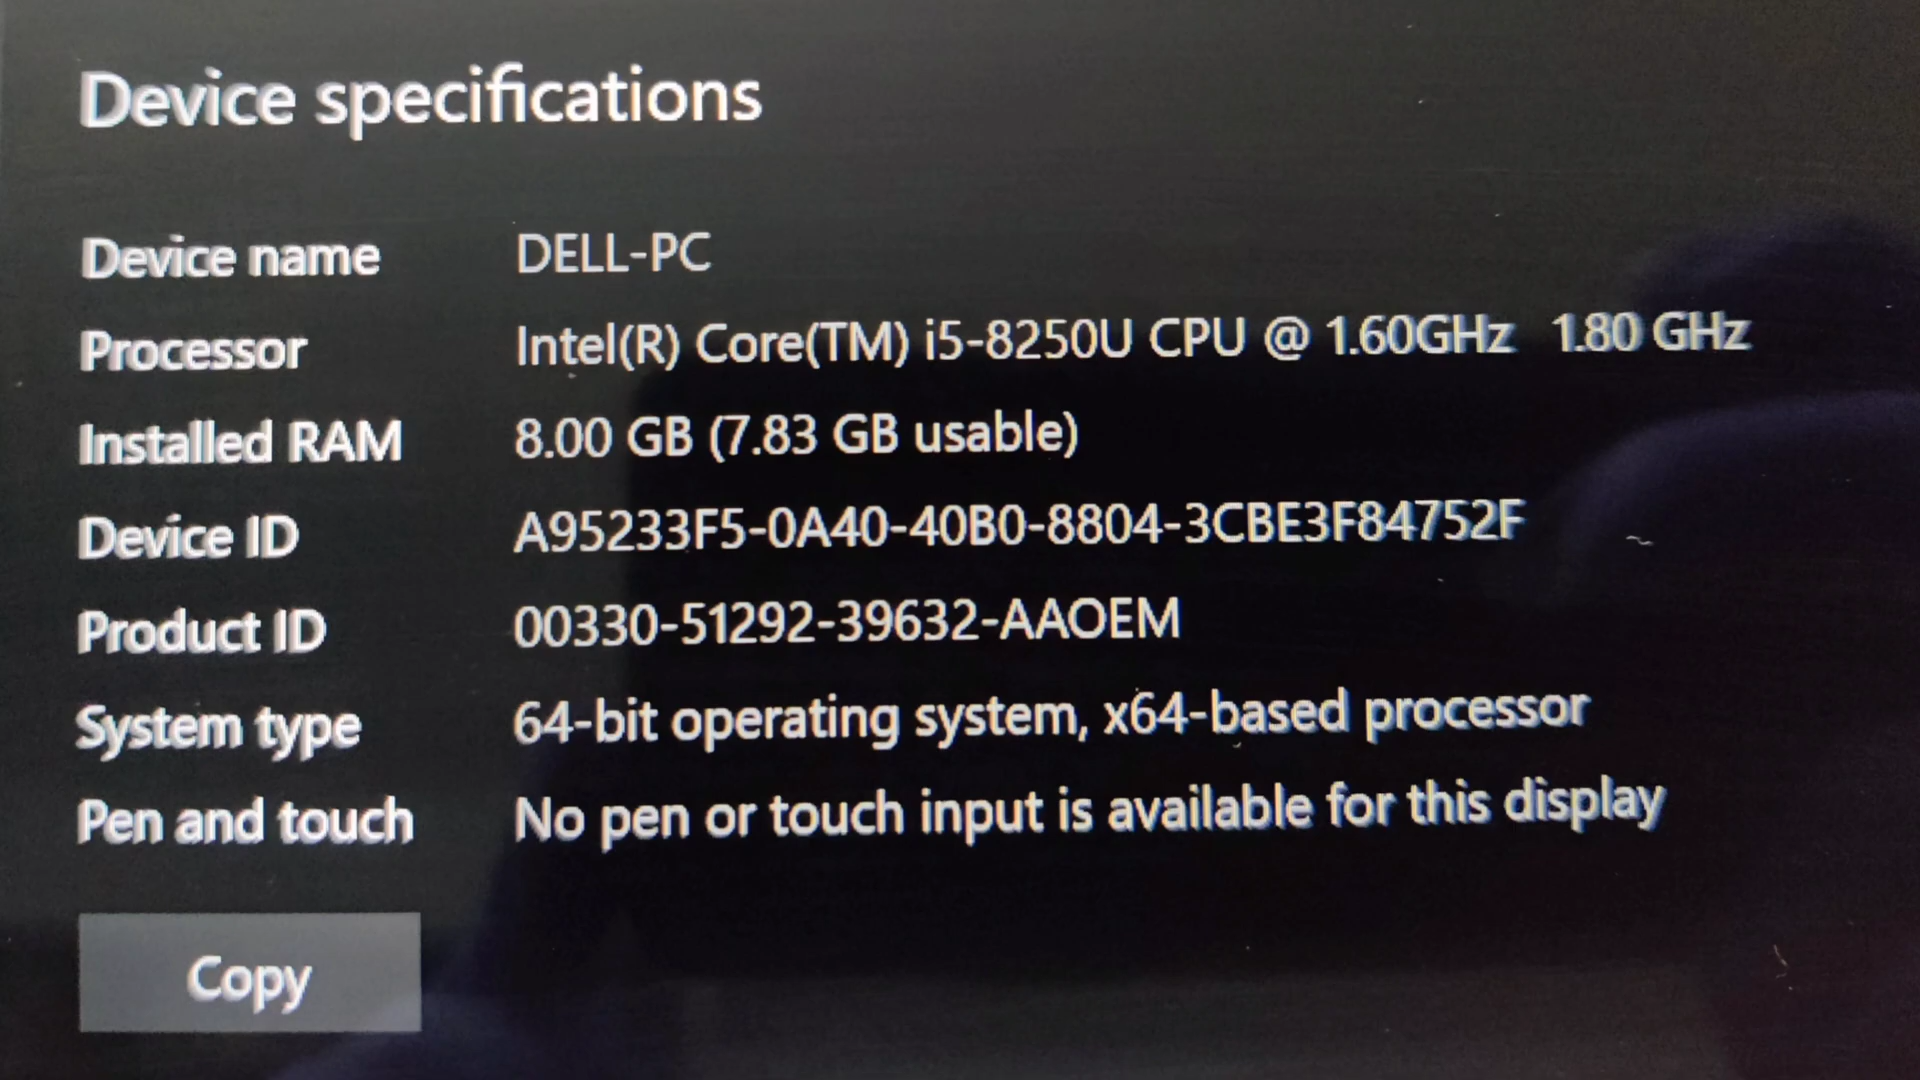 Device specifications
Device name DELL-PC
Processor Intel(R) Core(TM) i5-8250U CPU @ 1.60GHz 1.80 GHz
Installed RAM 8.00 GB (7.83 GB usable)
Device ID A95233F5-0A40-40B0-8804-3CBE3F84752F
Product ID 00330-51292-39632-AAOEM
System type 64-bit operating system, x64-based processor
Pen and touch No pen or touch input is available for this display
Copy